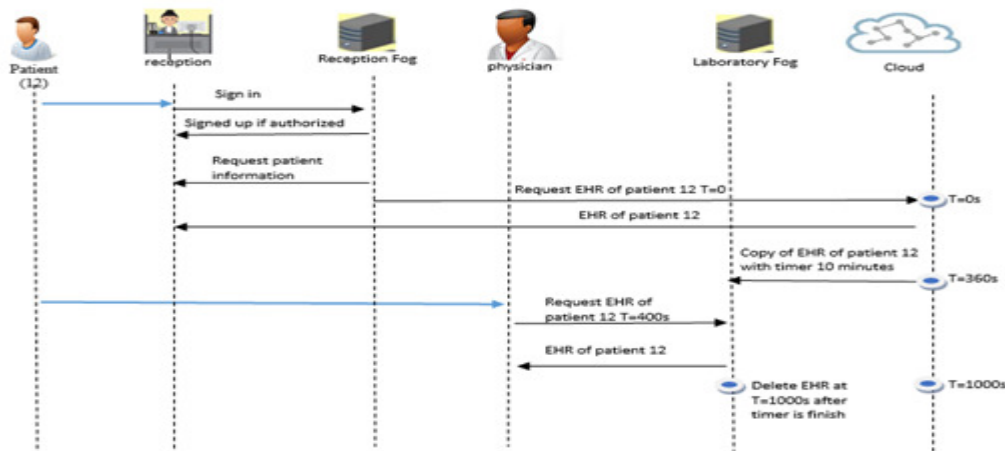 Patient
(12)
reception
Reception Fog
physician
Laboratory Fog
Cloud
Sign in
Signed up if authorized
Request patient
information
Request EHR of patient 12 T=0
T=0s
EHR of patient 12
Copy of EHR of patient 12
with timer 10 minutes
T=360s
Request EHR of
patient 12 T=400s
EHR of patient 12
Delete EHR at
T=1000s after
timer is finish
T=1000s